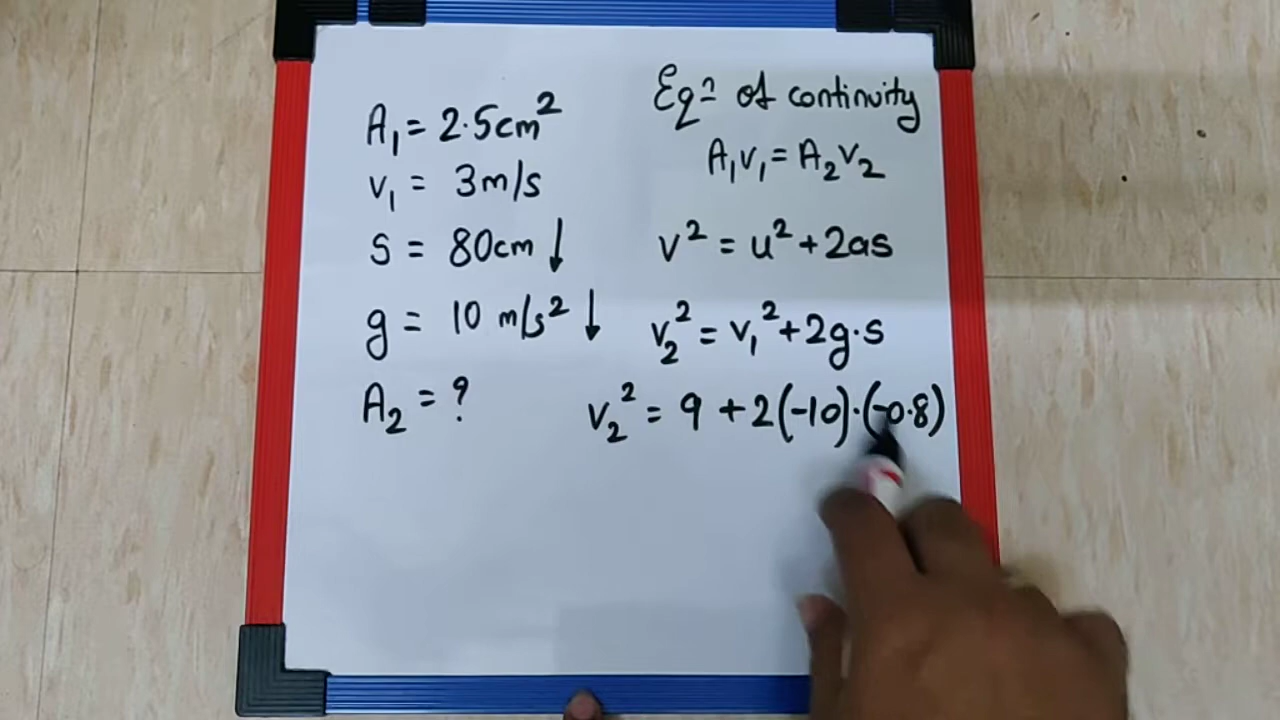 A₁ = 2.5cm²
v₁ = 3m/s
s = 80cm ↓
g = 10 m/s² ↓
A₂ = ?
Eqⁿ of continuity
A₁v₁ = A₂v₂
v² = u² + 2as
v₂² = v₁² + 2g·s
v₂² = 9 + 2(-10)·(-0.8)